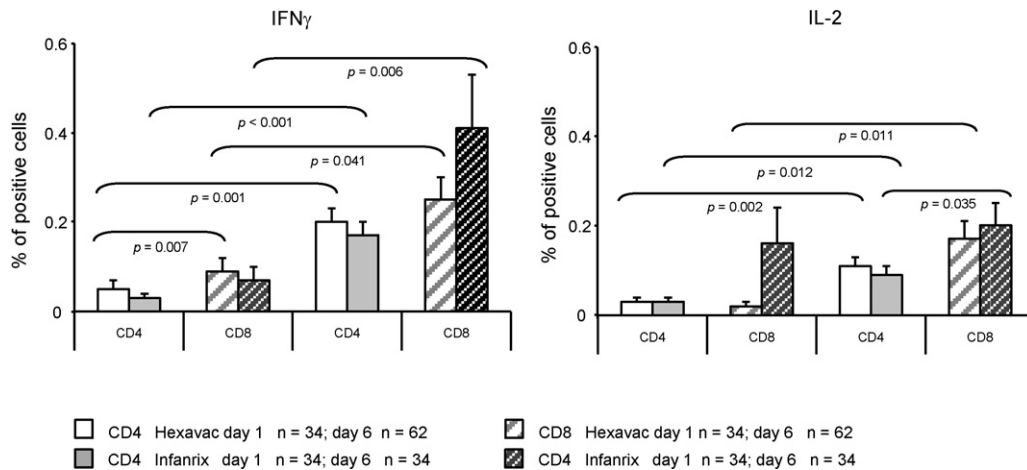 IFNγ
0.6
0.4
0.2
0
% of positive cells
p = 0.006
p < 0.001
p = 0.041
p = 0.001
p = 0.007
CD4 CD8 CD4 CD8
IL-2
0.6
0.4
0.2
0
% of positive cells
p = 0.011
p = 0.012
p = 0.002
p = 0.035
CD4 CD8 CD4 CD8
CD4 Hexavac day 1 n = 34; day 6 n = 62
CD4 Infanrix day 1 n = 34; day 6 n = 34
CD8 Hexavac day 1 n = 34; day 6 n = 62
CD4 Infanrix day 1 n = 34; day 6 n = 34